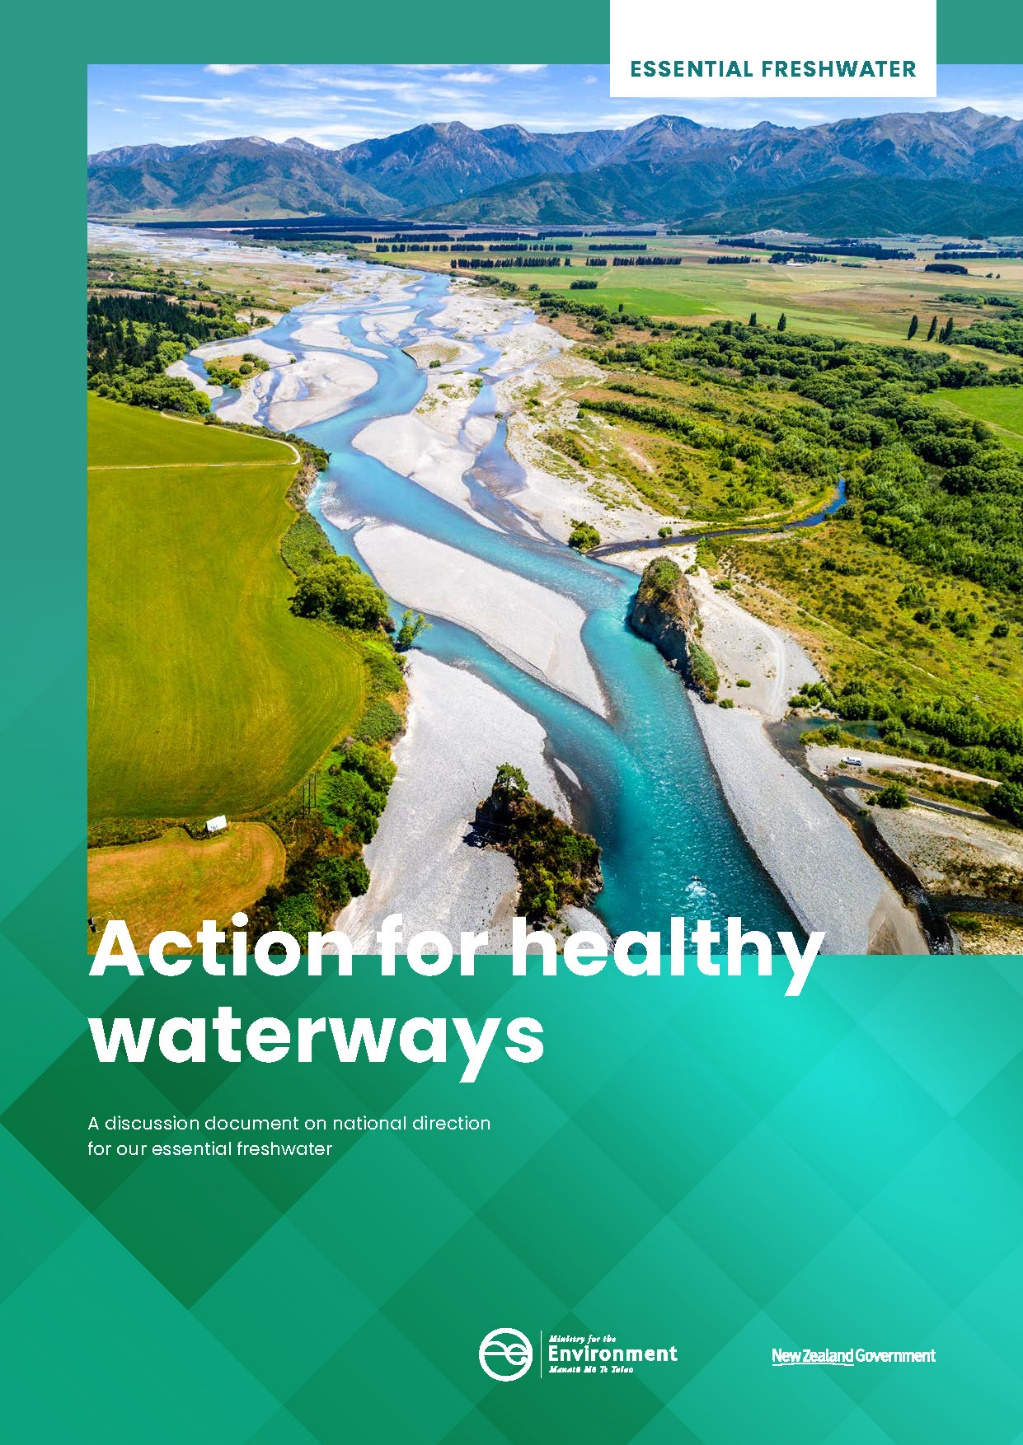 ESSENTIAL FRESHWATER
Action for healthy
waterways
A discussion document on national direction
for our essential freshwater
Ministry for the
Environment
Manatū Mō Te Taiao
New Zealand Government